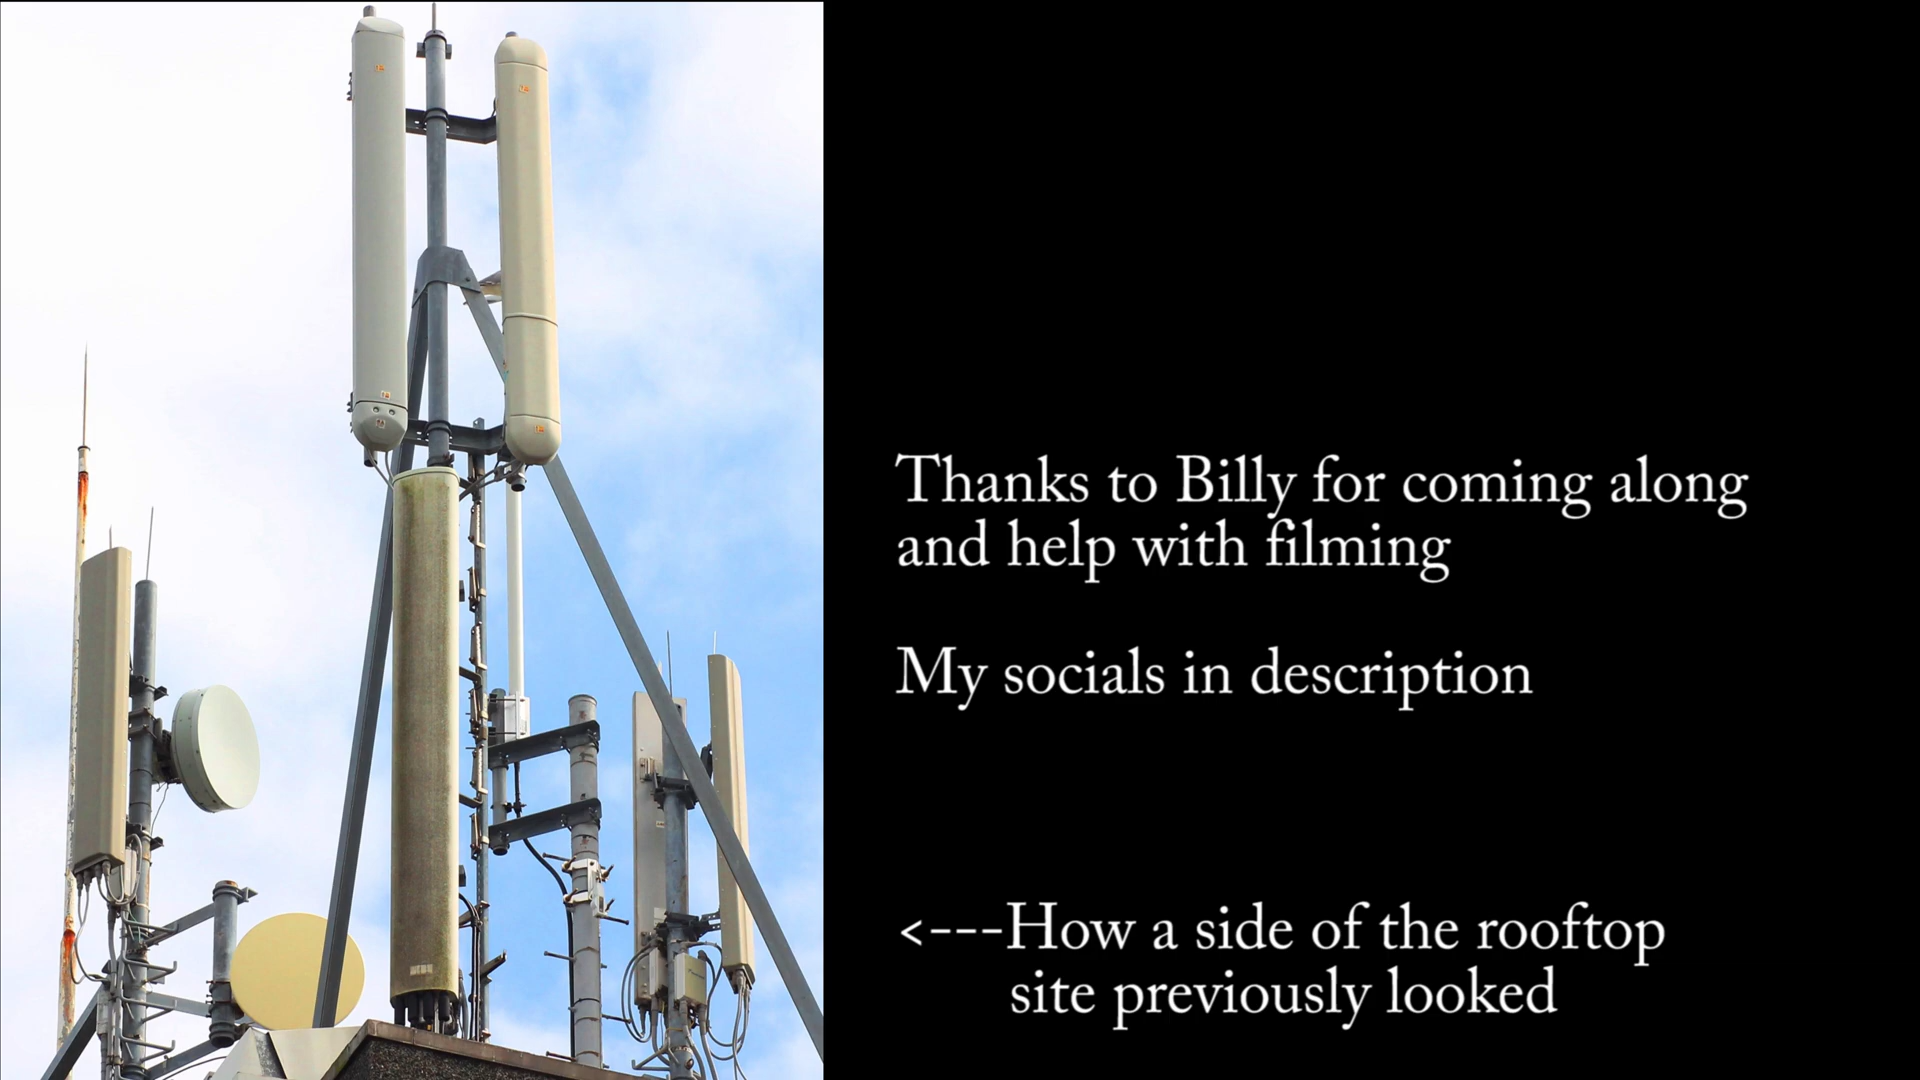 Thanks to Billy for coming along
and help with filming
My socials in description
<---How a side of the rooftop
site previously looked